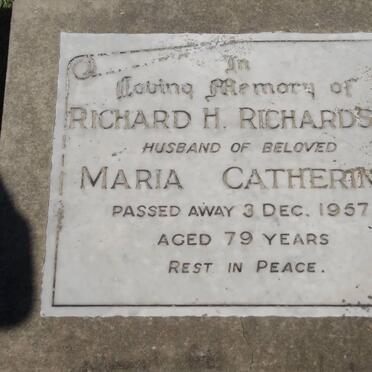 In
Loving Memory of
RICHARD H. RICHARDS
HUSBAND OF BELOVED
MARIA CATHERIN
PASSED AWAY 3 DEC. 1957
AGED 79 YEARS
REST IN PEACE.